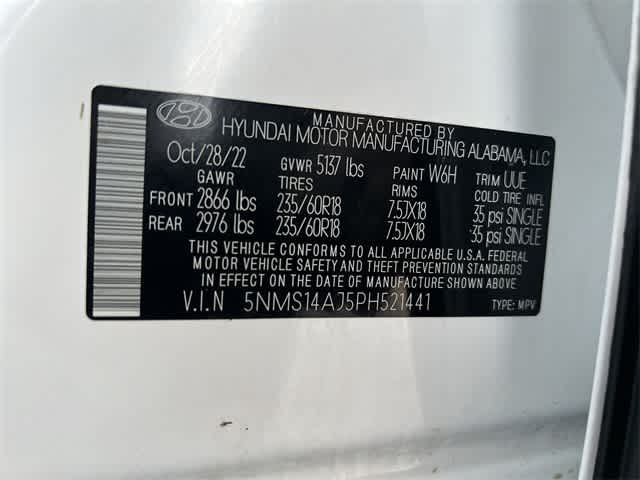 MANUFACTURED BY
HYUNDAI MOTOR MANUFACTURING ALABAMA, LLC
Oct/28/22 GVWR 5137 lbs PAINT W6H TRIM UUE
GAWR TIRES RIMS COLD TIRE INFL
FRONT 2866 lbs 235/60R18 7.5JX18 35 psi SINGLE
REAR 2976 lbs 235/60R18 7.5JX18 35 psi SINGLE
THIS VEHICLE CONFORMS TO ALL APPLICABLE U.S.A. FEDERAL
MOTOR VEHICLE SAFETY AND THEFT PREVENTION STANDARDS
IN EFFECT ON THE DATE OF MANUFACTURE SHOWN ABOVE.
V.I.N 5NMS14AJ5PH521441 TYPE: MPV